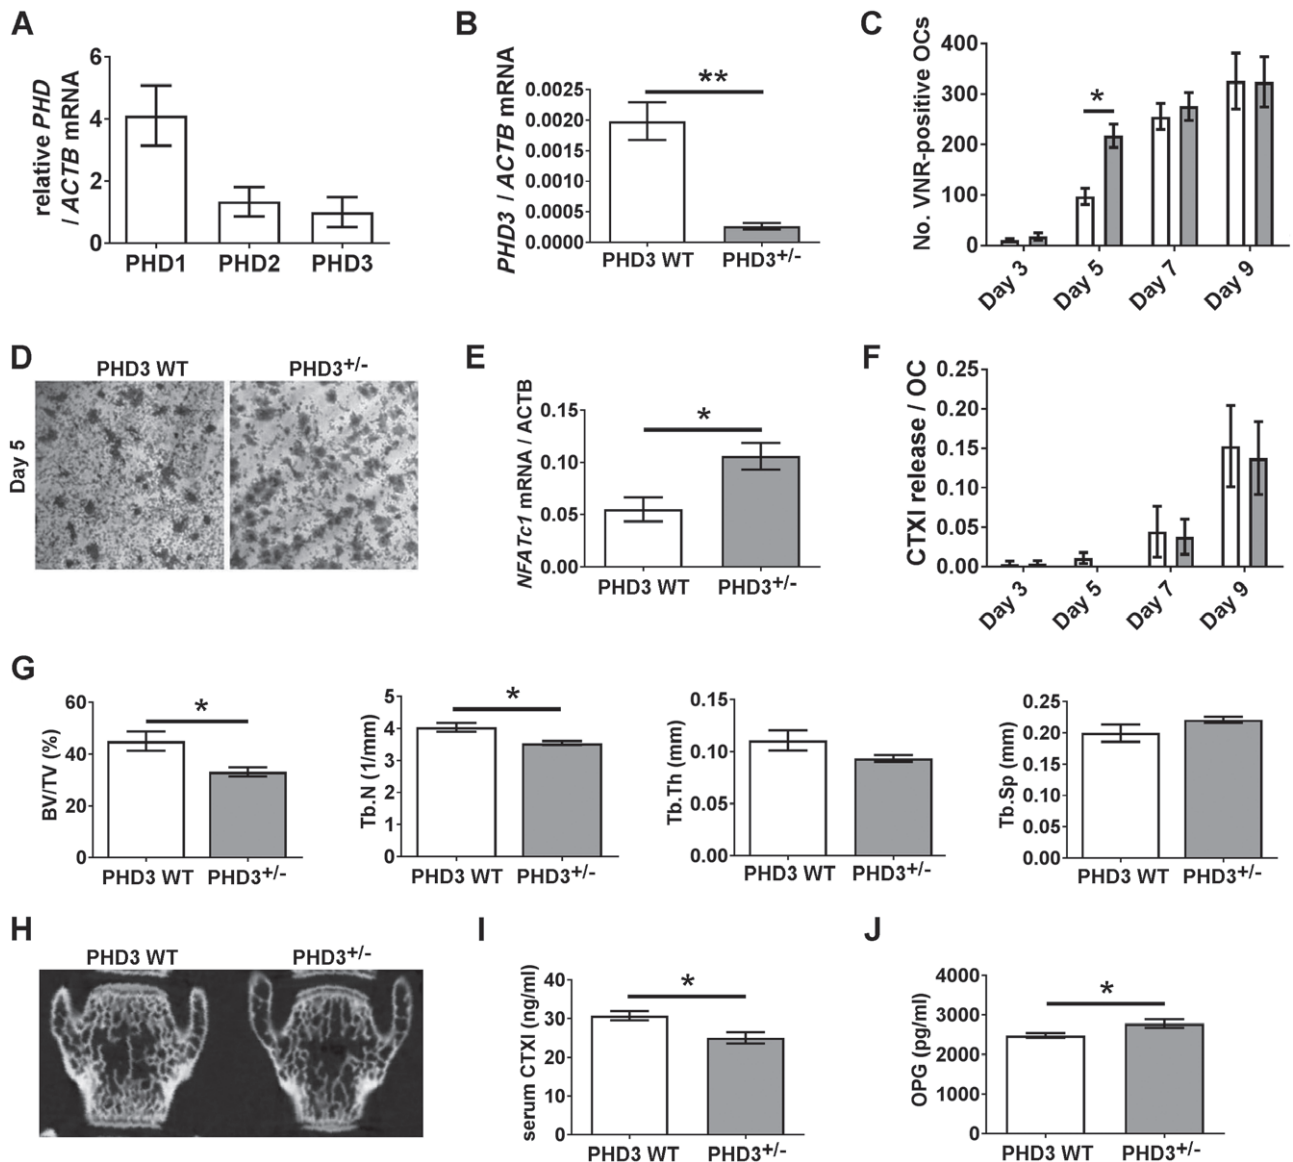 A
relative PHD
/ ACTB mRNA
6
4
2
0
PHD1 PHD2 PHD3
B
PHD3 / ACTB mRNA
0.0025
0.0020
0.0015
0.0010
0.0005
0.0000
**
PHD3 WT PHD3+/-
C
No. VNR-positive OCs
400
300
200
100
0
*
Day 3 Day 5 Day 7 Day 9
D
PHD3 WT PHD3+/-
Day 5
E
NFATc1 mRNA / ACTB
0.15
0.10
0.05
0.00
*
PHD3 WT PHD3+/-
F
CTXI release / OC
0.25
0.20
0.15
0.10
0.05
0.00
Day 3 Day 5 Day 7 Day 9
G
BV/TV (%)
60
40
20
0
*
PHD3 WT PHD3+/-
Tb.N (1/mm)
5
4
3
2
1
0
*
PHD3 WT PHD3+/-
Tb.Th (mm)
0.15
0.10
0.05
0.00
PHD3 WT PHD3+/-
Tb.Sp (mm)
0.25
0.20
0.15
0.10
0.05
0.00
PHD3 WT PHD3+/-
H
PHD3 WT PHD3+/-
I
serum CTXI (ng/ml)
40
30
20
10
0
*
PHD3 WT PHD3+/-
J
OPG (pg/ml)
4000
3000
2000
1000
0
*
PHD3 WT PHD3+/-